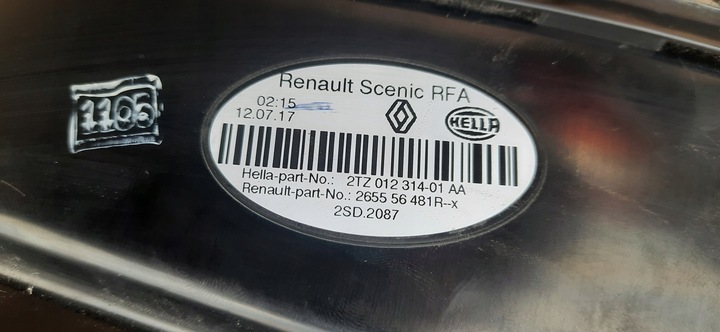 1105
Renault Scenic RFA
02:15
12.07.17
HELLA
Hella-part-No.: 2TZ 012 314-01 AA
Renault-part-No.: 2655 56 481R--x
2SD.2087